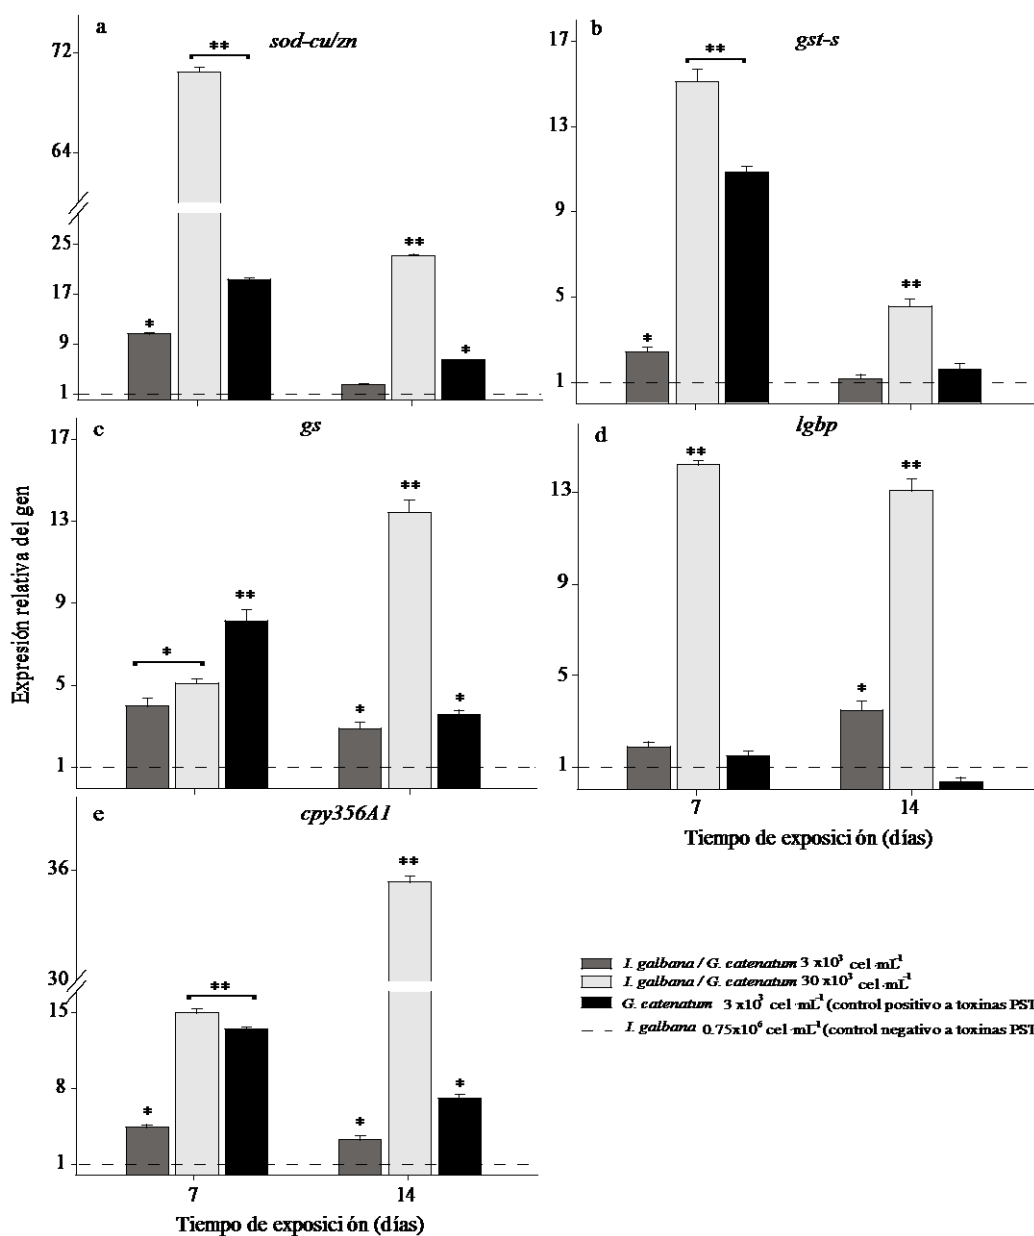 a
sod-cu/zn
72
**
64
25
**
17
*
9
*
1
b
gst-s
17
**
13
9
5
**
*
1
c
gs
17
**
13
9
**
*
5
*
*
1
d
lgbp
**
**
13
9
5
*
1
7
14
Tiempo de exposición (días)
Expresión relativa del gen
e
cpy356A1
**
36
30
**
15
8
*
*
*
1
7
14
Tiempo de exposición (días)
I. galbana / G. catenatum 3 x10³ cel·mL⁻¹
I. galbana / G. catenatum 30 x10³ cel·mL⁻¹
G. catenatum 3 x10³ cel·mL⁻¹ (control positivo a toxinas PST
I. galbana 0.75x10⁶ cel·mL⁻¹ (control negativo a toxinas PST